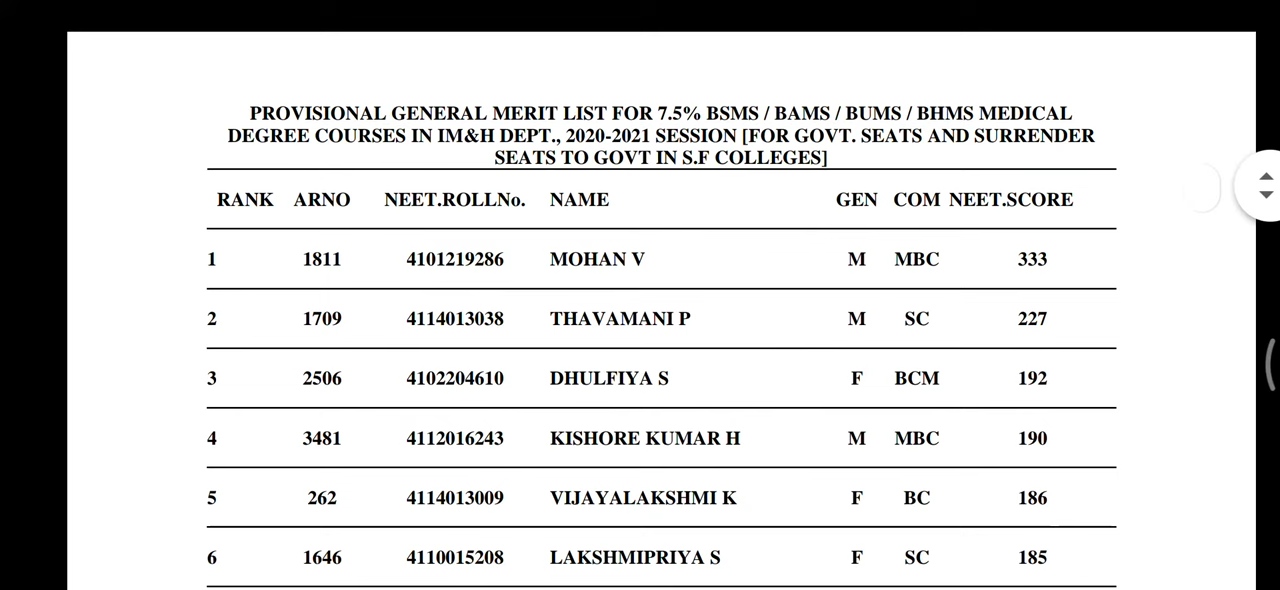 PROVISIONAL GENERAL MERIT LIST FOR 7.5% BSMS / BAMS / BUMS / BHMS MEDICAL
DEGREE COURSES IN IM&H DEPT., 2020-2021 SESSION [FOR GOVT. SEATS AND SURRENDER
SEATS TO GOVT IN S.F COLLEGES]
RANK ARNO NEET.ROLLNo. NAME GEN COM NEET.SCORE
1 1811 4101219286 MOHAN V M MBC 333
2 1709 4114013038 THAVAMANI P M SC 227
3 2506 4102204610 DHULFIYA S F BCM 192
4 3481 4112016243 KISHORE KUMAR H M MBC 190
5 262 4114013009 VIJAYALAKSHMI K F BC 186
6 1646 4110015208 LAKSHMIPRIYA S F SC 185